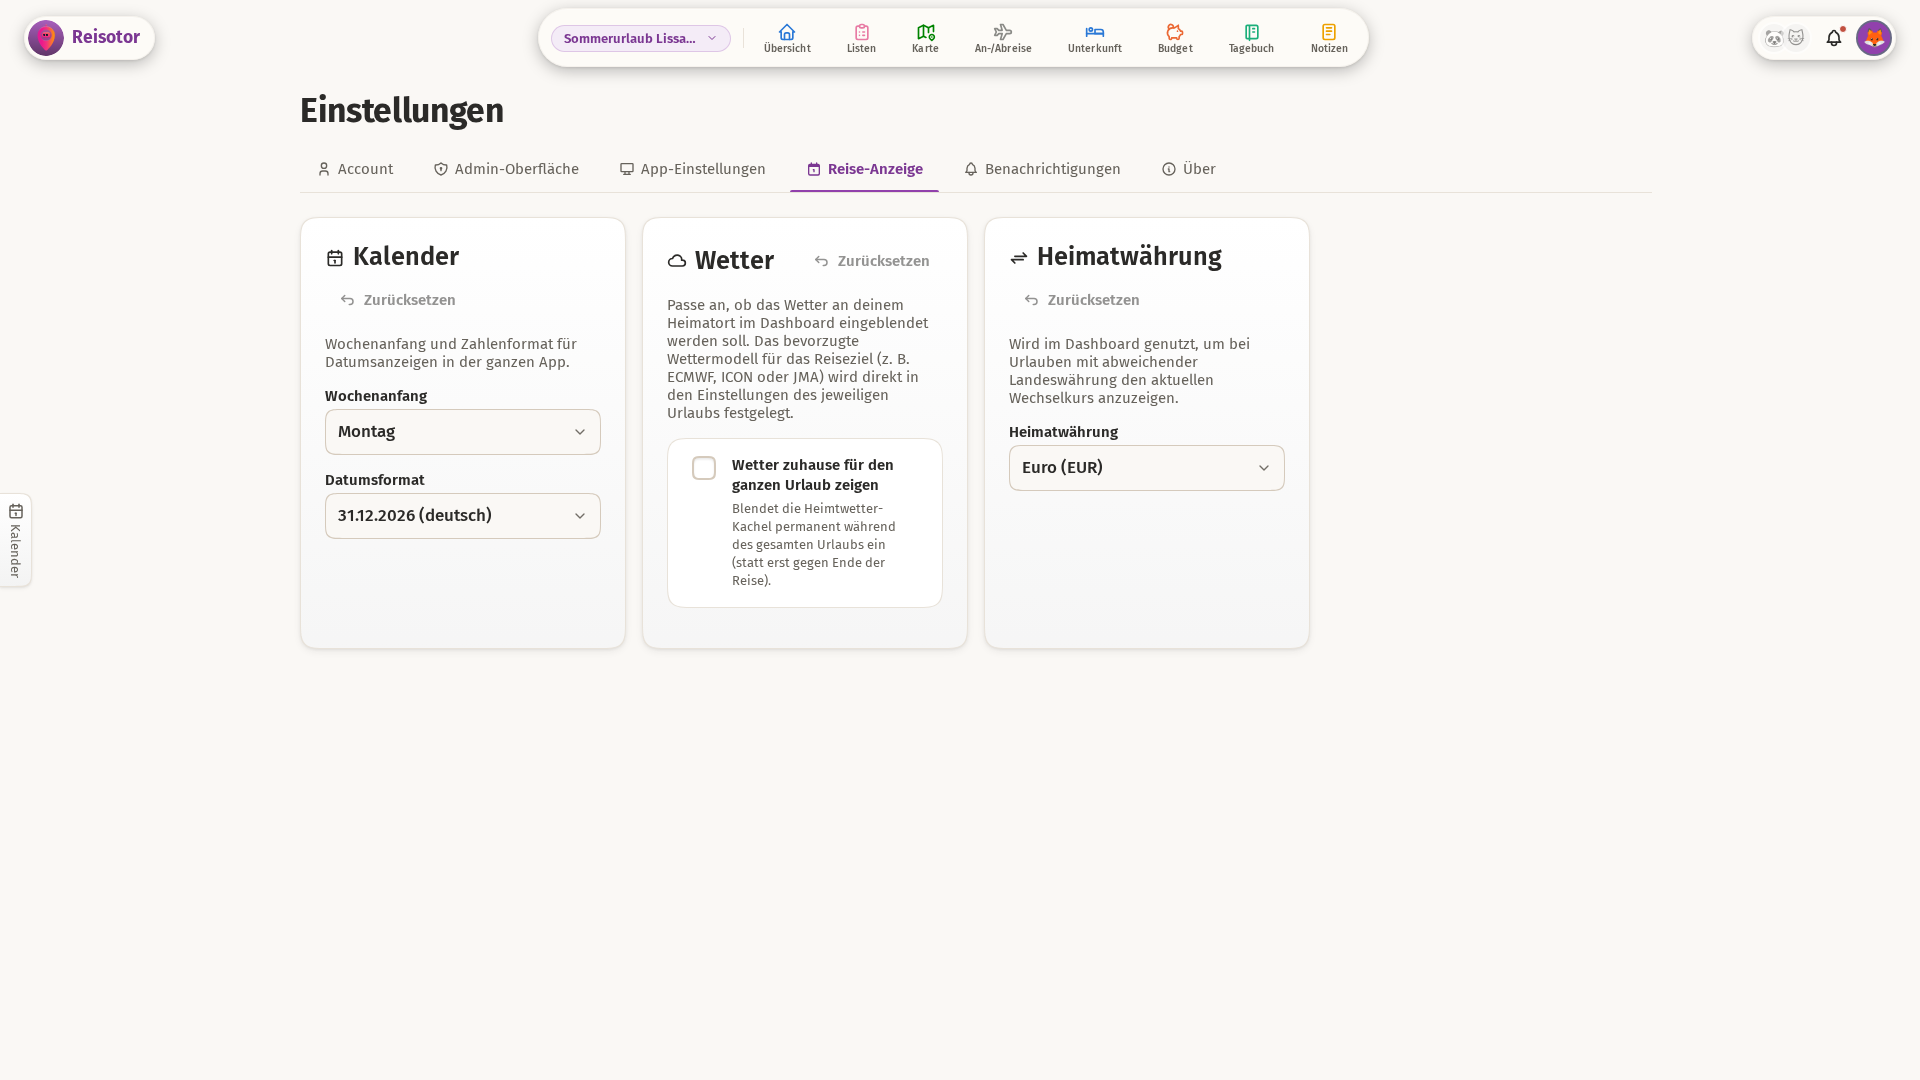 Reisotor
Sommerurlaub Lissa...
Übersicht
Listen
Karte
An-/Abreise
Unterkunft
Budget
Tagebuch
Notizen
Einstellungen
Account
Admin-Oberfläche
App-Einstellungen
Reise-Anzeige
Benachrichtigungen
Über
Kalender
Zurücksetzen
Wochenanfang und Zahlenformat für
Datumsanzeigen in der ganzen App.
Wochenanfang
Montag
Datumsformat
31.12.2026 (deutsch)
Wetter
Zurücksetzen
Passe an, ob das Wetter an deinem
Heimatort im Dashboard eingeblendet
werden soll. Das bevorzugte
Wettermodell für das Reiseziel (z. B.
ECMWF, ICON oder JMA) wird direkt in
den Einstellungen des jeweiligen
Urlaubs festgelegt.
Wetter zuhause für den
ganzen Urlaub zeigen
Blendet die Heimtwetter-
Kachel permanent während
des gesamten Urlaubs ein
(statt erst gegen Ende der
Reise).
Heimatwährung
Zurücksetzen
Wird im Dashboard genutzt, um bei
Urlauben mit abweichender
Landeswährung den aktuellen
Wechselkurs anzuzeigen.
Heimatwährung
Euro (EUR)
Kalender